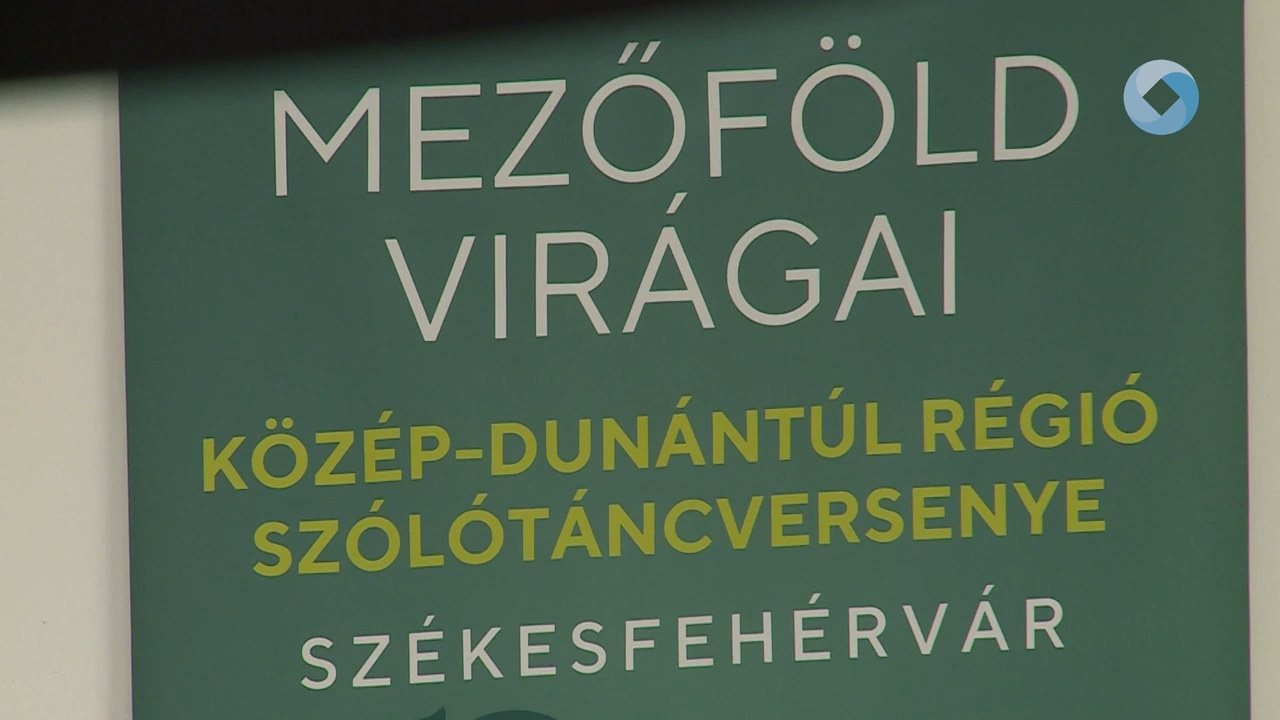 MEZŐFÖLD
VIRÁGAI
KÖZÉP-DUNÁNTÚL RÉGIÓ
SZÓLÓTÁNCVERSENYE
SZÉKESFEHÉRVÁR